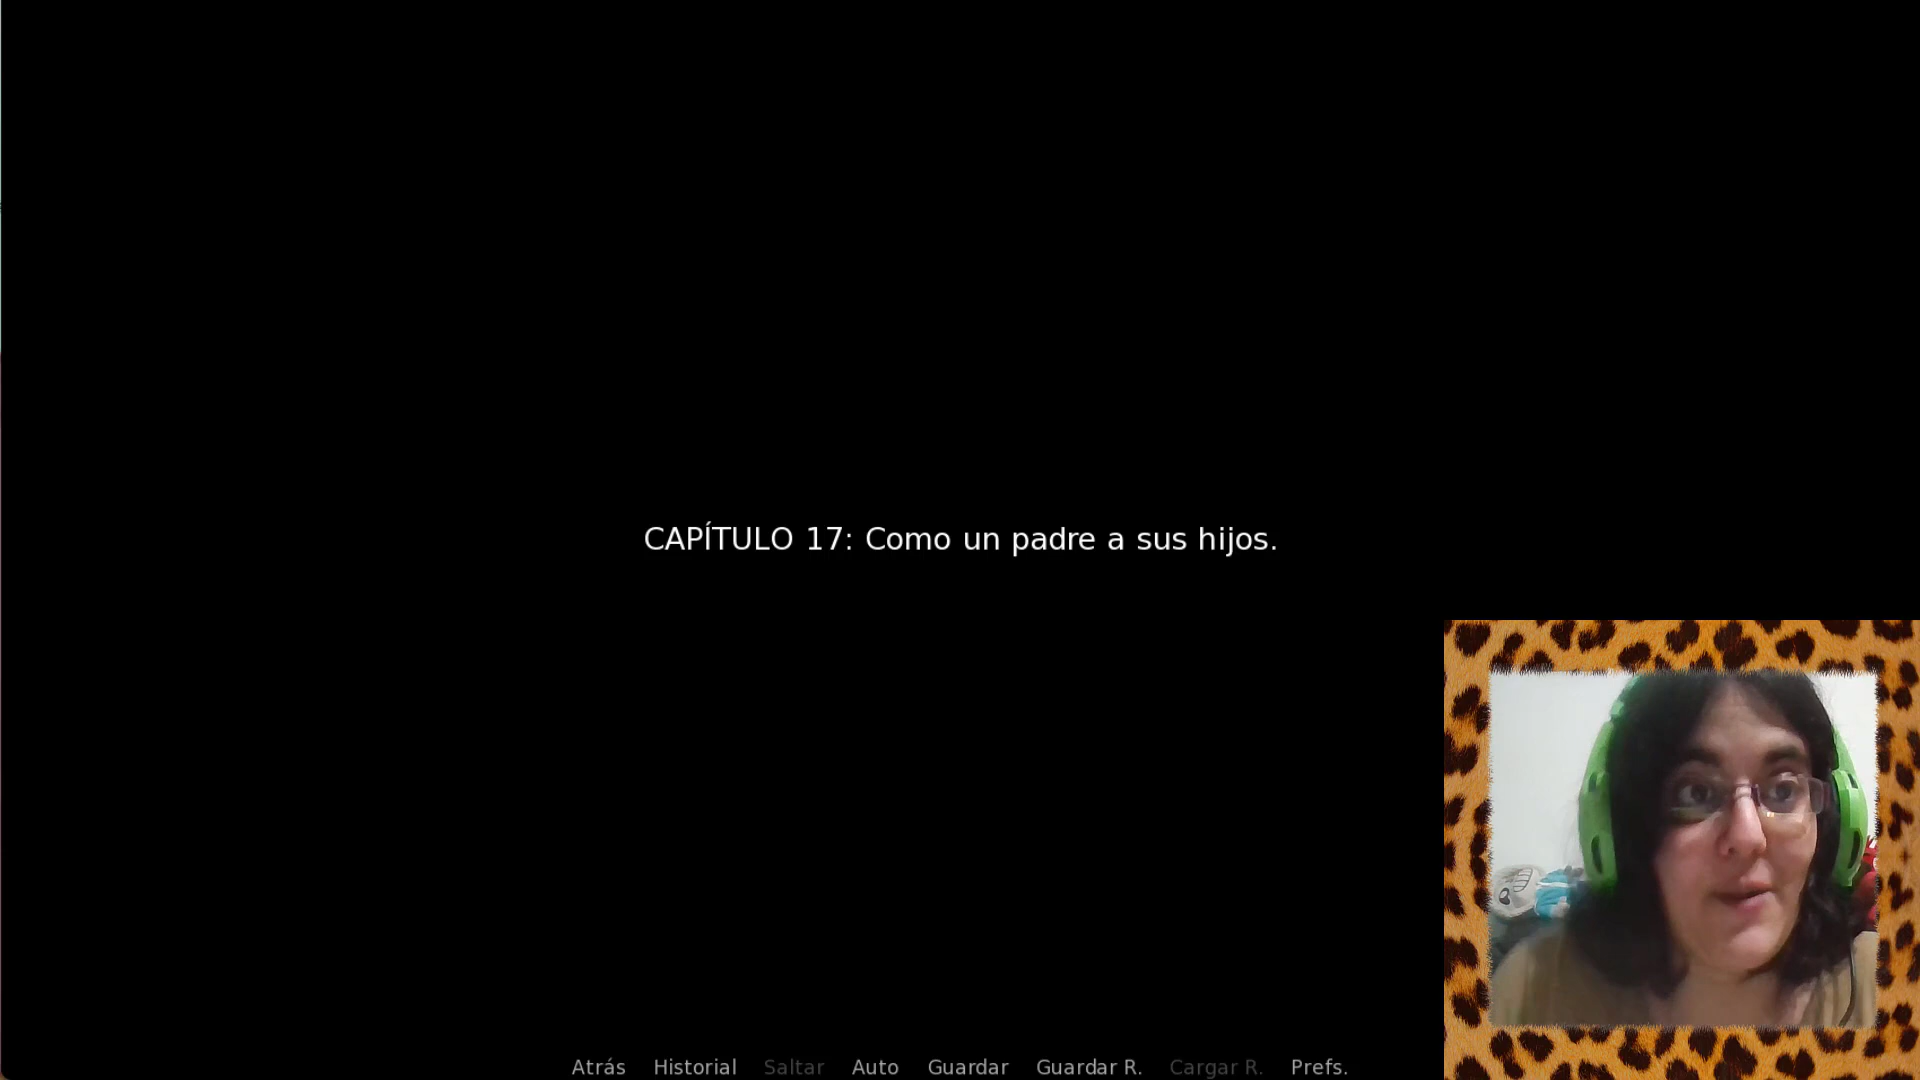 CAPÍTULO 17: Como un padre a sus hijos.
Atrás Historial Saltar Auto Guardar Guardar R. Cargar R. Prefs.